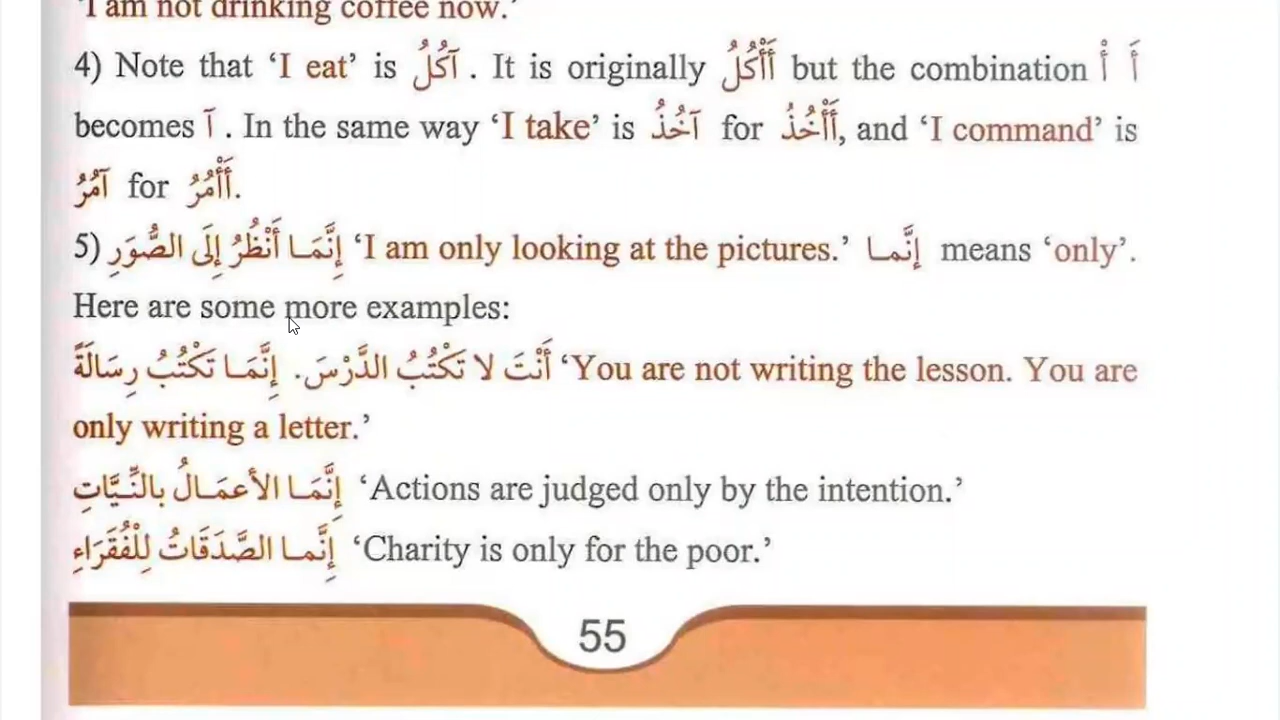 'I am not drinking coffee now.'
4) Note that 'I eat' is آكُلُ . It is originally أَأْكُلُ but the combination أَ أْ
becomes آ . In the same way 'I take' is آخُذُ for أَأْخُذُ, and 'I command' is
آمُرُ for أَأْمُرُ.
5) إِنَّمَا أَنْظُرُ إِلَى الصُّوَرِ 'I am only looking at the pictures.' إِنَّما means 'only'.
Here are some more examples:
أَنْتَ لا تَكْتُبُ الدَّرْسَ. إِنَّمَا تَكْتُبُ رِسَالَةً 'You are not writing the lesson. You are
only writing a letter.'
إِنَّمَا الأعمَالُ بالنِّيَّاتِ 'Actions are judged only by the intention.'
إِنَّما الصَّدَقَاتُ لِلْفُقَرَاءِ 'Charity is only for the poor.'
55